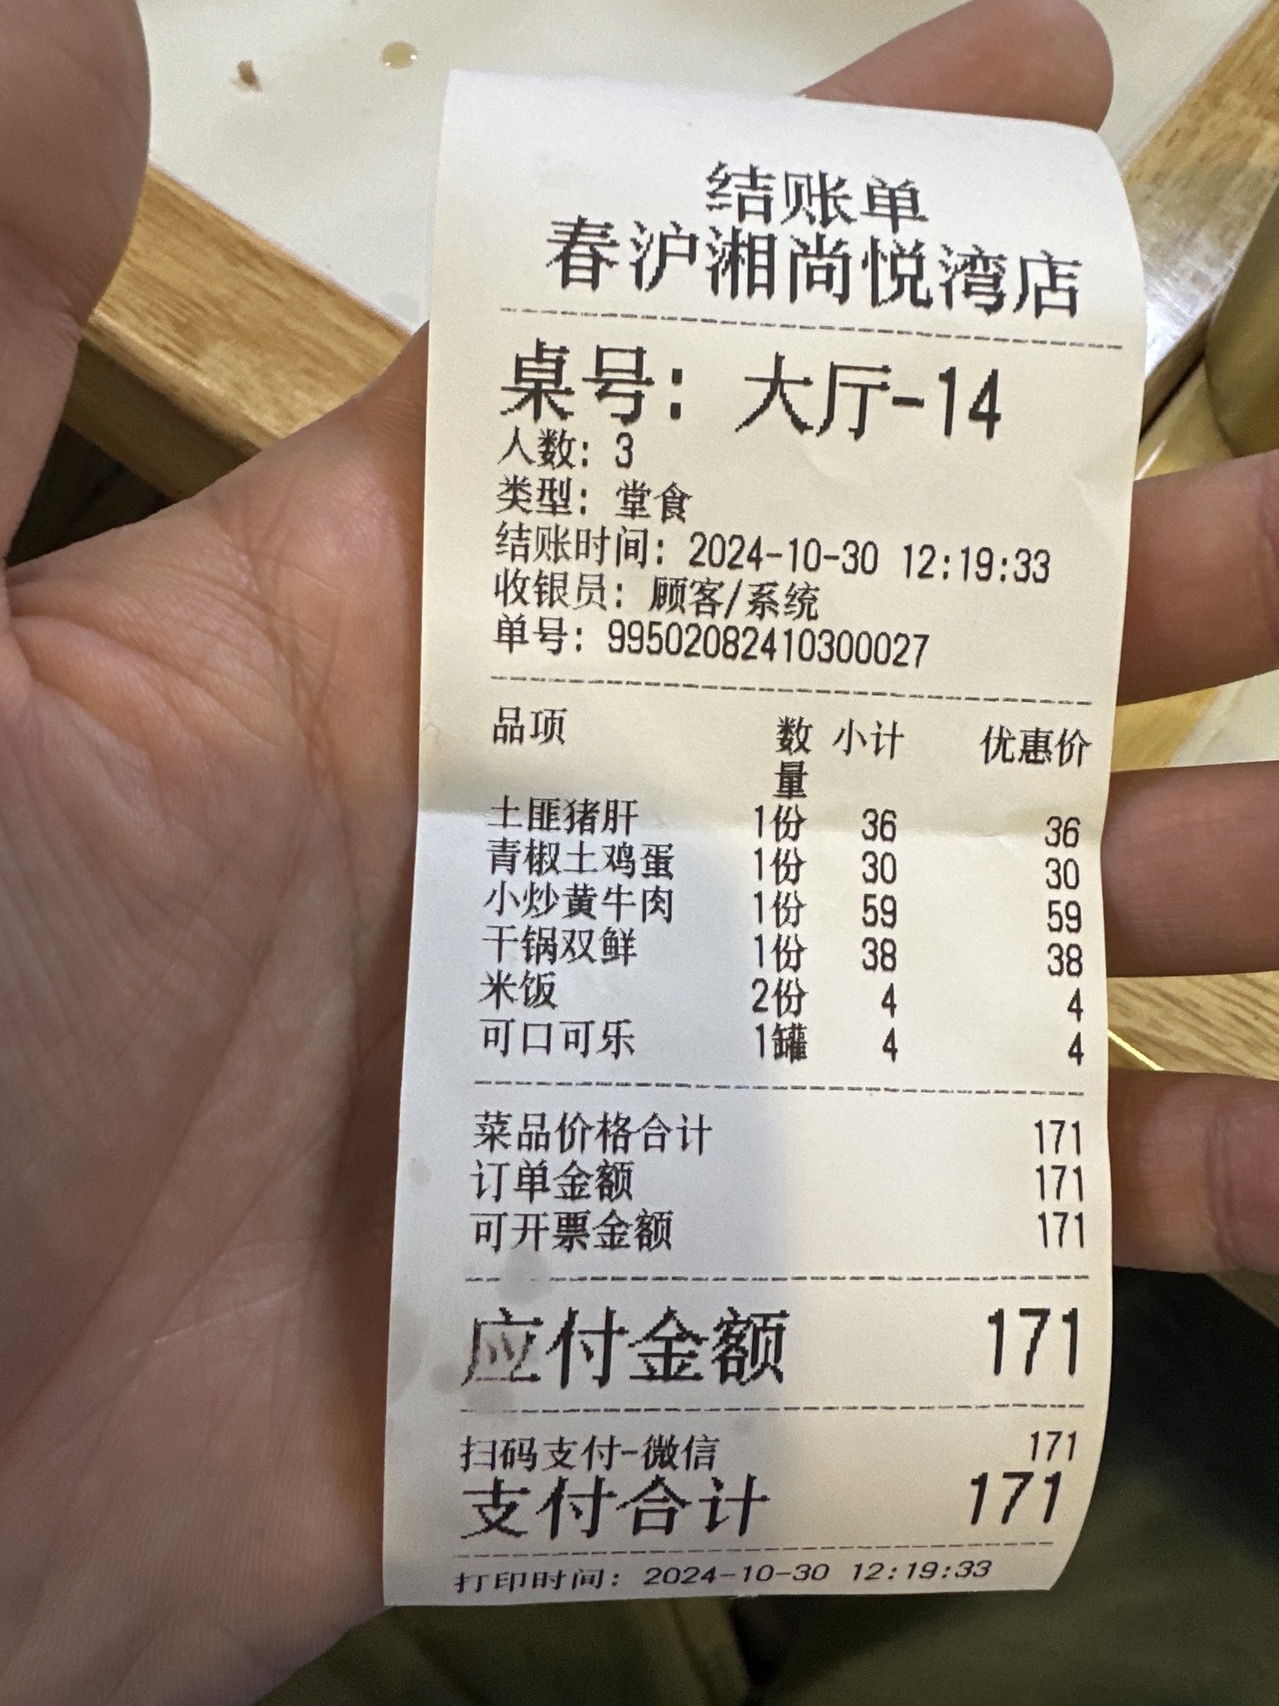 结账单
春沪湘尚悦湾店
桌号：大厅-14
人数：3
类型：堂食
结账时间：2024-10-30 12:19:33
收银员：顾客/系统
单号：99502082410300027
品项 数量 小计 优惠价
土匪猪肝 1份 36 36
青椒土鸡蛋 1份 30 30
小炒黄牛肉 1份 59 59
干锅双鲜 1份 38 38
米饭 2份 4 4
可口可乐 1罐 4 4
菜品价格合计 171
订单金额 171
可开票金额 171
应付金额 171
扫码支付-微信 171
支付合计 171
打印时间：2024-10-30 12:19:33